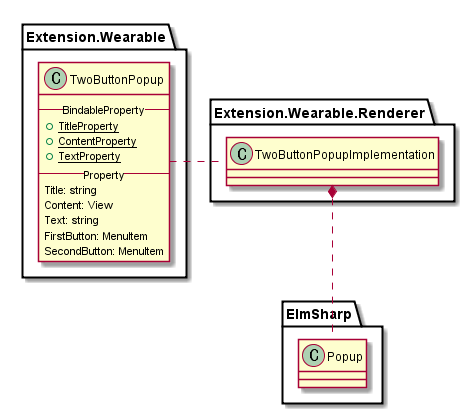 Extension.Wearable
C TwoButtonPopup
BindableProperty
TitleProperty
ContentProperty
TextProperty
Property
Title: string
Content: View
Text: string
FirstButton: MenuItem
SecondButton: MenuItem
Extension.Wearable.Renderer
C TwoButtonPopupImplementation
ElmSharp
C Popup